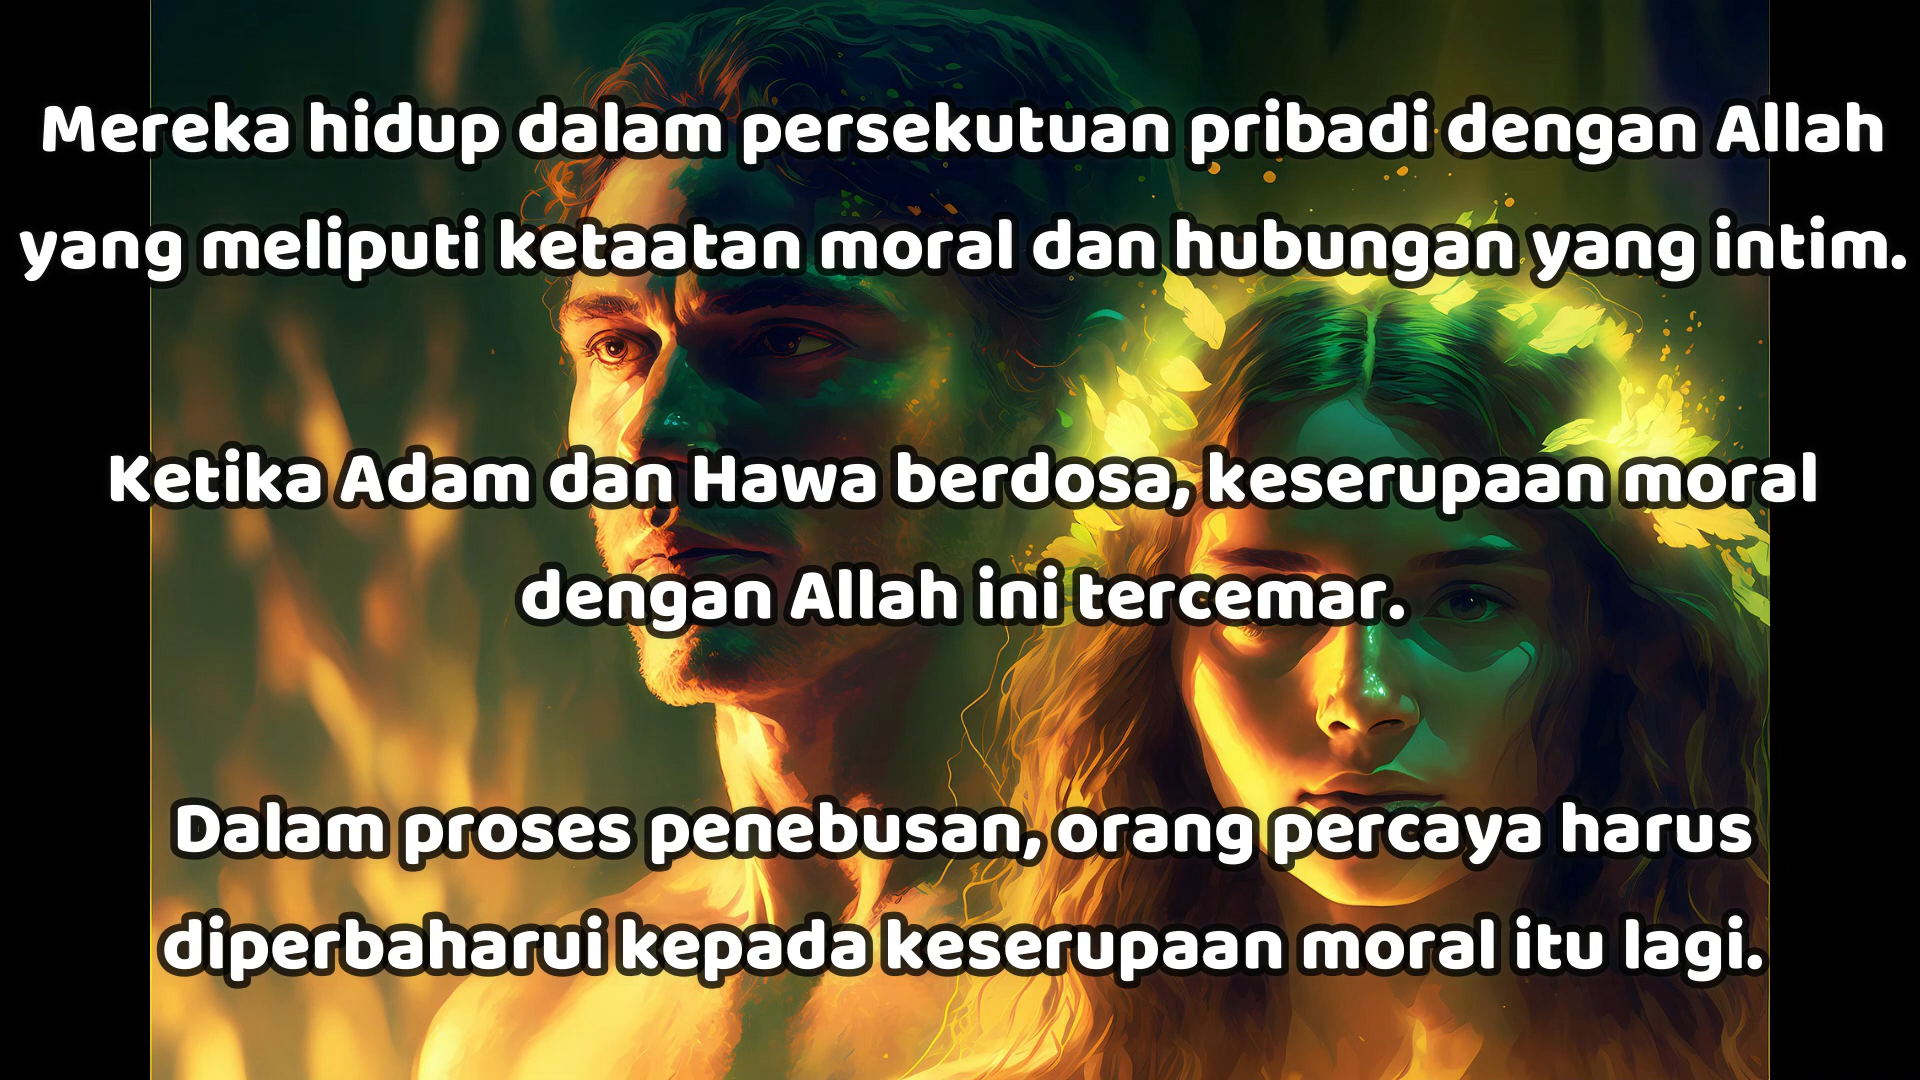 Mereka hidup dalam persekutuan pribadi dengan Allah
yang meliputi ketaatan moral dan hubungan yang intim.
Ketika Adam dan Hawa berdosa, keserupaan moral
dengan Allah ini tercemar.
Dalam proses penebusan, orang percaya harus
diperbaharui kepada keserupaan moral itu lagi.